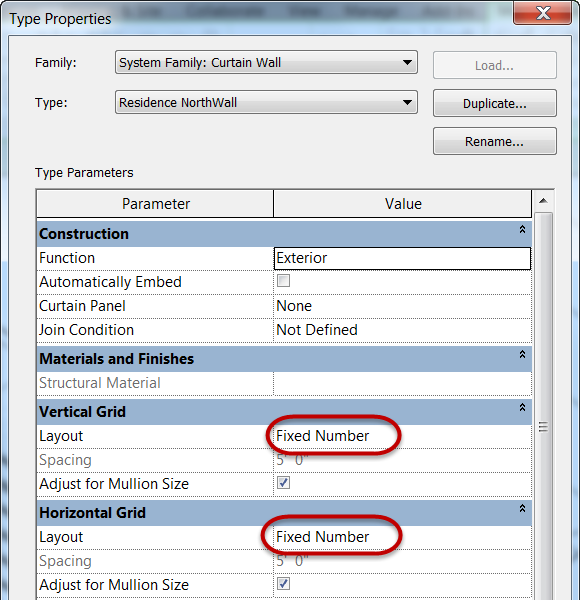 Type Properties
Family:
System Family: Curtain Wall
Load...
Type:
Residence NorthWall
Duplicate...
Rename...
Type Parameters
Parameter Value
Construction
Function Exterior
Automatically Embed
Curtain Panel None
Join Condition Not Defined
Materials and Finishes
Structural Material
Vertical Grid
Layout Fixed Number
Spacing 5' 0"
Adjust for Mullion Size
Horizontal Grid
Layout Fixed Number
Spacing 5' 0"
Adjust for Mullion Size